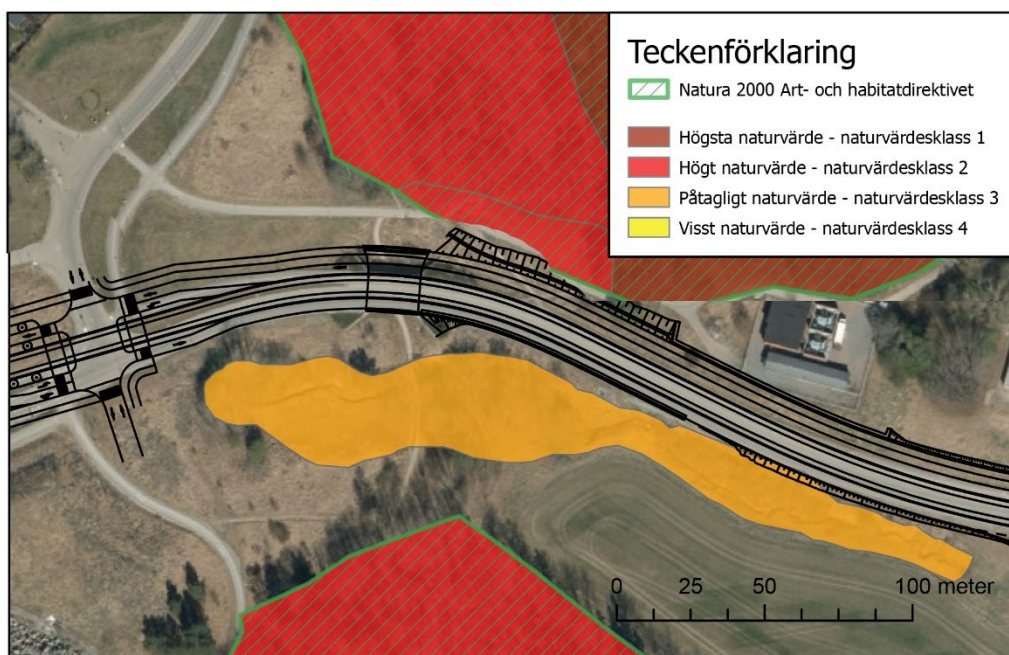 Teckenförklaring
Natura 2000 Art- och habitatdirektivet
Högsta naturvärde - naturvärdesklass 1
Högt naturvärde - naturvärdesklass 2
Påtagligt naturvärde - naturvärdesklass 3
Visst naturvärde - naturvärdesklass 4
0 25 50 100 meter